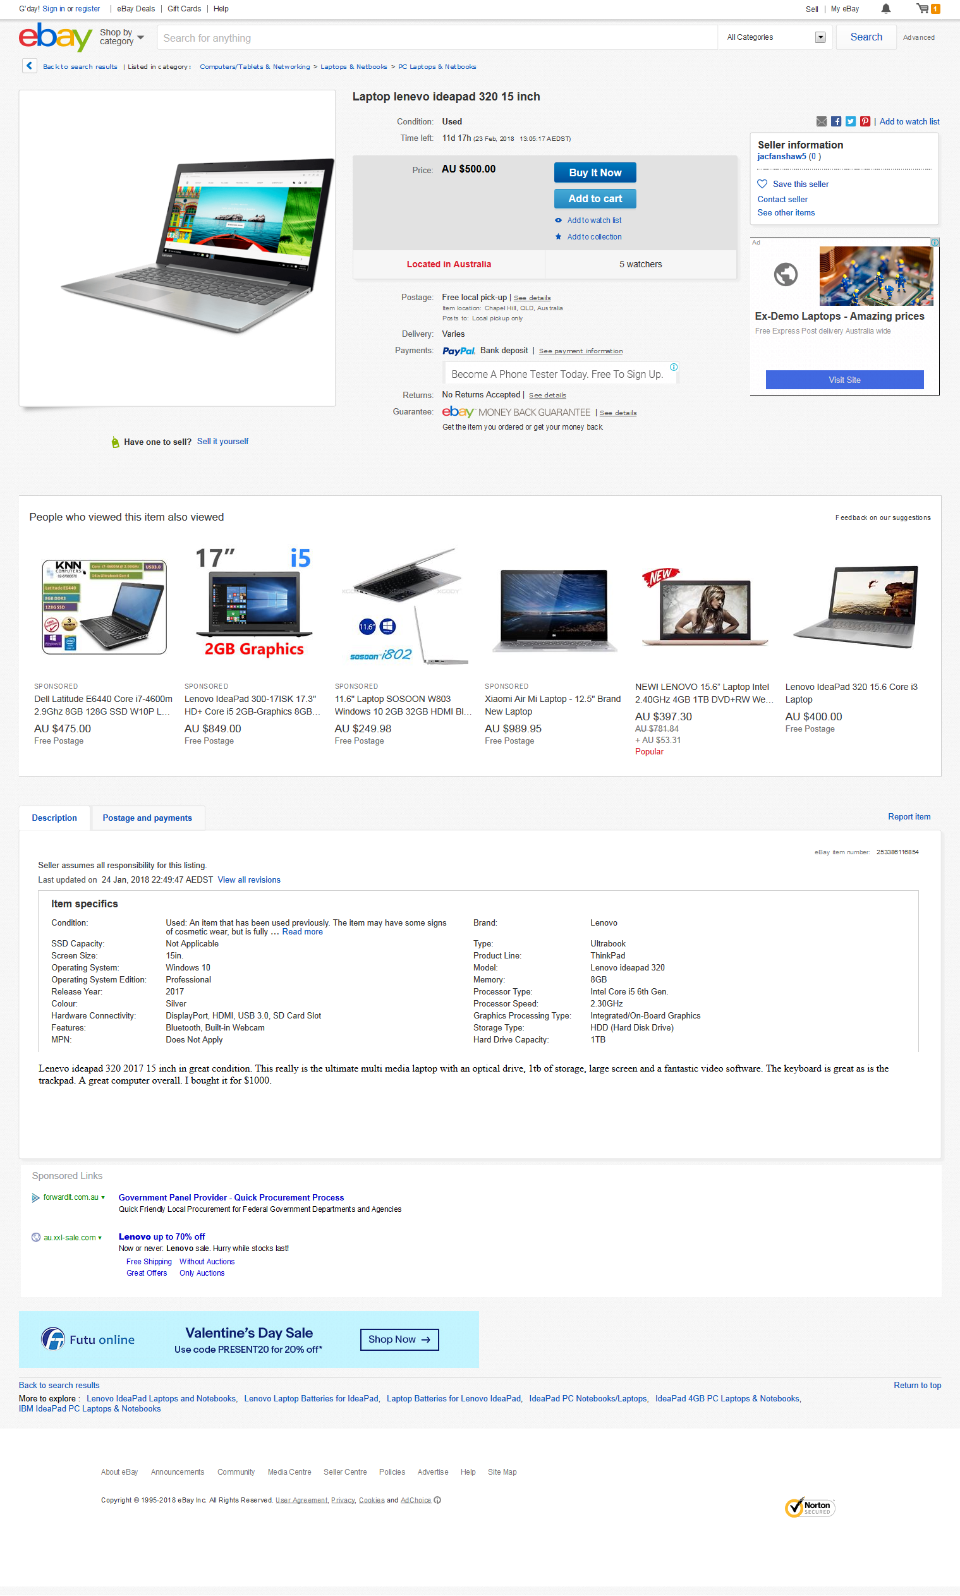 G'day! Sign in or register | eBay Deals | Gift Cards | Help
Sell | My eBay 1
ebay Shop by category
Search for anything
All Categories
Search
Advanced
Back to search results | Listed in category: Computers/Tablets & Networking > Laptops & Netbooks > PC Laptops & Netbooks
Laptop lenevo ideapad 320 15 inch
Condition: Used
Time left: 11d 17h (23 Feb, 2018 13:05:17 AEDST)
Price: AU $500.00
Buy It Now
Add to cart
Add to watch list
Add to collection
Located in Australia
5 watchers
Postage: Free local pick-up | See details
Item location: Chapel Hill, QLD, Australia
Posts to: Local pickup only
Delivery: Varies
Payments: PayPal Bank deposit | See payment information
Become A Phone Tester Today. Free To Sign Up.
Returns: No Returns Accepted | See details
Guarantee: ebay MONEY BACK GUARANTEE | See details
Get the item you ordered or get your money back.
| Add to watch list
Seller information
jacfanshaw5 (0 )
Save this seller
Contact seller
See other items
Ad
Ex-Demo Laptops - Amazing prices
Free Express Post delivery Australia wide
Visit Site
Have one to sell? Sell it yourself
People who viewed this item also viewed
Feedback on our suggestions
KNN
COMPUTERS
17" i5
2GB Graphics
11.6"
sosoon i802
NEW
SPONSORED
Dell Latitude E6440 Core i7-4600m
2.9Ghz 8GB 128G SSD W10P L...
AU $475.00
Free Postage
SPONSORED
Lenovo IdeaPad 300-17ISK 17.3"
HD+ Core i5 2GB-Graphics 8GB...
AU $849.00
Free Postage
SPONSORED
11.6" Laptop SOSOON W803
Windows 10 2GB 32GB HDMI Bl...
AU $249.98
Free Postage
SPONSORED
Xiaomi Air Mi Laptop - 12.5" Brand
New Laptop
AU $989.95
Free Postage
NEW! LENOVO 15.6" Laptop Intel
2.40GHz 4GB 1TB DVD+RW We...
AU $397.30
AU $781.84
+ AU $53.31
Popular
Lenovo IdeaPad 320 15.6 Core i3
Laptop
AU $400.00
Free Postage
Description
Postage and payments
Report item
eBay item number: 253386116854
Seller assumes all responsibility for this listing.
Last updated on 24 Jan, 2018 22:49:47 AEDST View all revisions
Item specifics
Condition: Used: An item that has been used previously. The item may have some signs
of cosmetic wear, but is fully ... Read more
Brand: Lenovo
SSD Capacity: Not Applicable
Type: Ultrabook
Screen Size: 15in.
Product Line: ThinkPad
Operating System: Windows 10
Model: Lenovo ideapad 320
Operating System Edition: Professional
Memory: 8GB
Release Year: 2017
Processor Type: Intel Core i5 6th Gen.
Colour: Silver
Processor Speed: 2.30GHz
Hardware Connectivity: DisplayPort, HDMI, USB 3.0, SD Card Slot
Graphics Processing Type: Integrated/On-Board Graphics
Features: Bluetooth, Built-in Webcam
Storage Type: HDD (Hard Disk Drive)
MPN: Does Not Apply
Hard Drive Capacity: 1TB
Lenevo ideapad 320 2017 15 inch in great condition. This really is the ultimate multi media laptop with an optical drive, 1tb of storage, large screen and a fantastic video software. The keyboard is great as is the
trackpad. A great computer overall. I bought it for $1000.
Sponsored Links
forwardit.com.au
Government Panel Provider - Quick Procurement Process
Quick Friendly Local Procurement for Federal Government Departments and Agencies
au.xxl-sale.com
Lenovo up to 70% off
Now or never: Lenovo sale. Hurry while stocks last!
Free Shipping Without Auctions
Great Offers Only Auctions
Futu online
Valentine's Day Sale
Use code PRESENT20 for 20% off*
Shop Now
Back to search results
Return to top
More to explore : Lenovo IdeaPad Laptops and Notebooks, Lenovo Laptop Batteries for IdeaPad, Laptop Batteries for Lenovo IdeaPad, IdeaPad PC Notebooks/Laptops, IdeaPad 4GB PC Laptops & Notebooks,
IBM IdeaPad PC Laptops & Notebooks
About eBay Announcements Community Media Centre Seller Centre Policies Advertise Help Site Map
Copyright © 1995-2018 eBay Inc. All Rights Reserved. User Agreement, Privacy, Cookies and AdChoice
Norton
SECURED